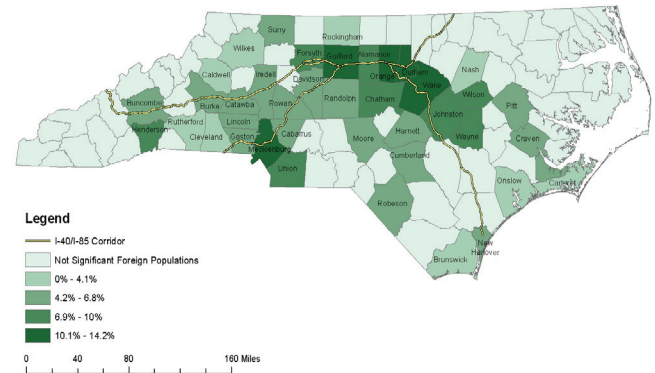 Surry
Rockingham
Wilkes
Forsyth
Guilford
Alamance
Caldwell
Iredell
Davidson
Orange
Durham
Nash
Buncombe
Burke
Catawba
Rowan
Randolph
Chatham
Wake
Wilson
Pitt
Henderson
Rutherford
Lincoln
Johnston
Cleveland
Gaston
Cabarrus
Moore
Harnett
Wayne
Craven
Mecklenburg
Union
Cumberland
Onslow
Carteret
Robeson
New
Hanover
Brunswick
Legend
I-40/I-85 Corridor
Not Significant Foreign Populations
0% - 4.1%
4.2% - 6.8%
6.9% - 10%
10.1% - 14.2%
0 40 80 160 Miles